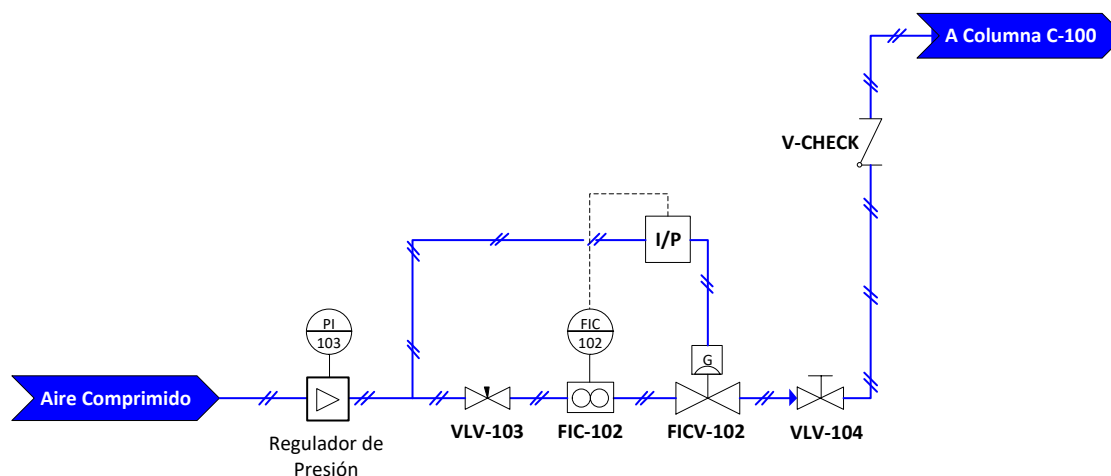 A Columna C-100
V-CHECK
I/P
PI
103
FIC
102
G
Aire Comprimido
Regulador de
Presión
VLV-103
FIC-102
FICV-102
VLV-104